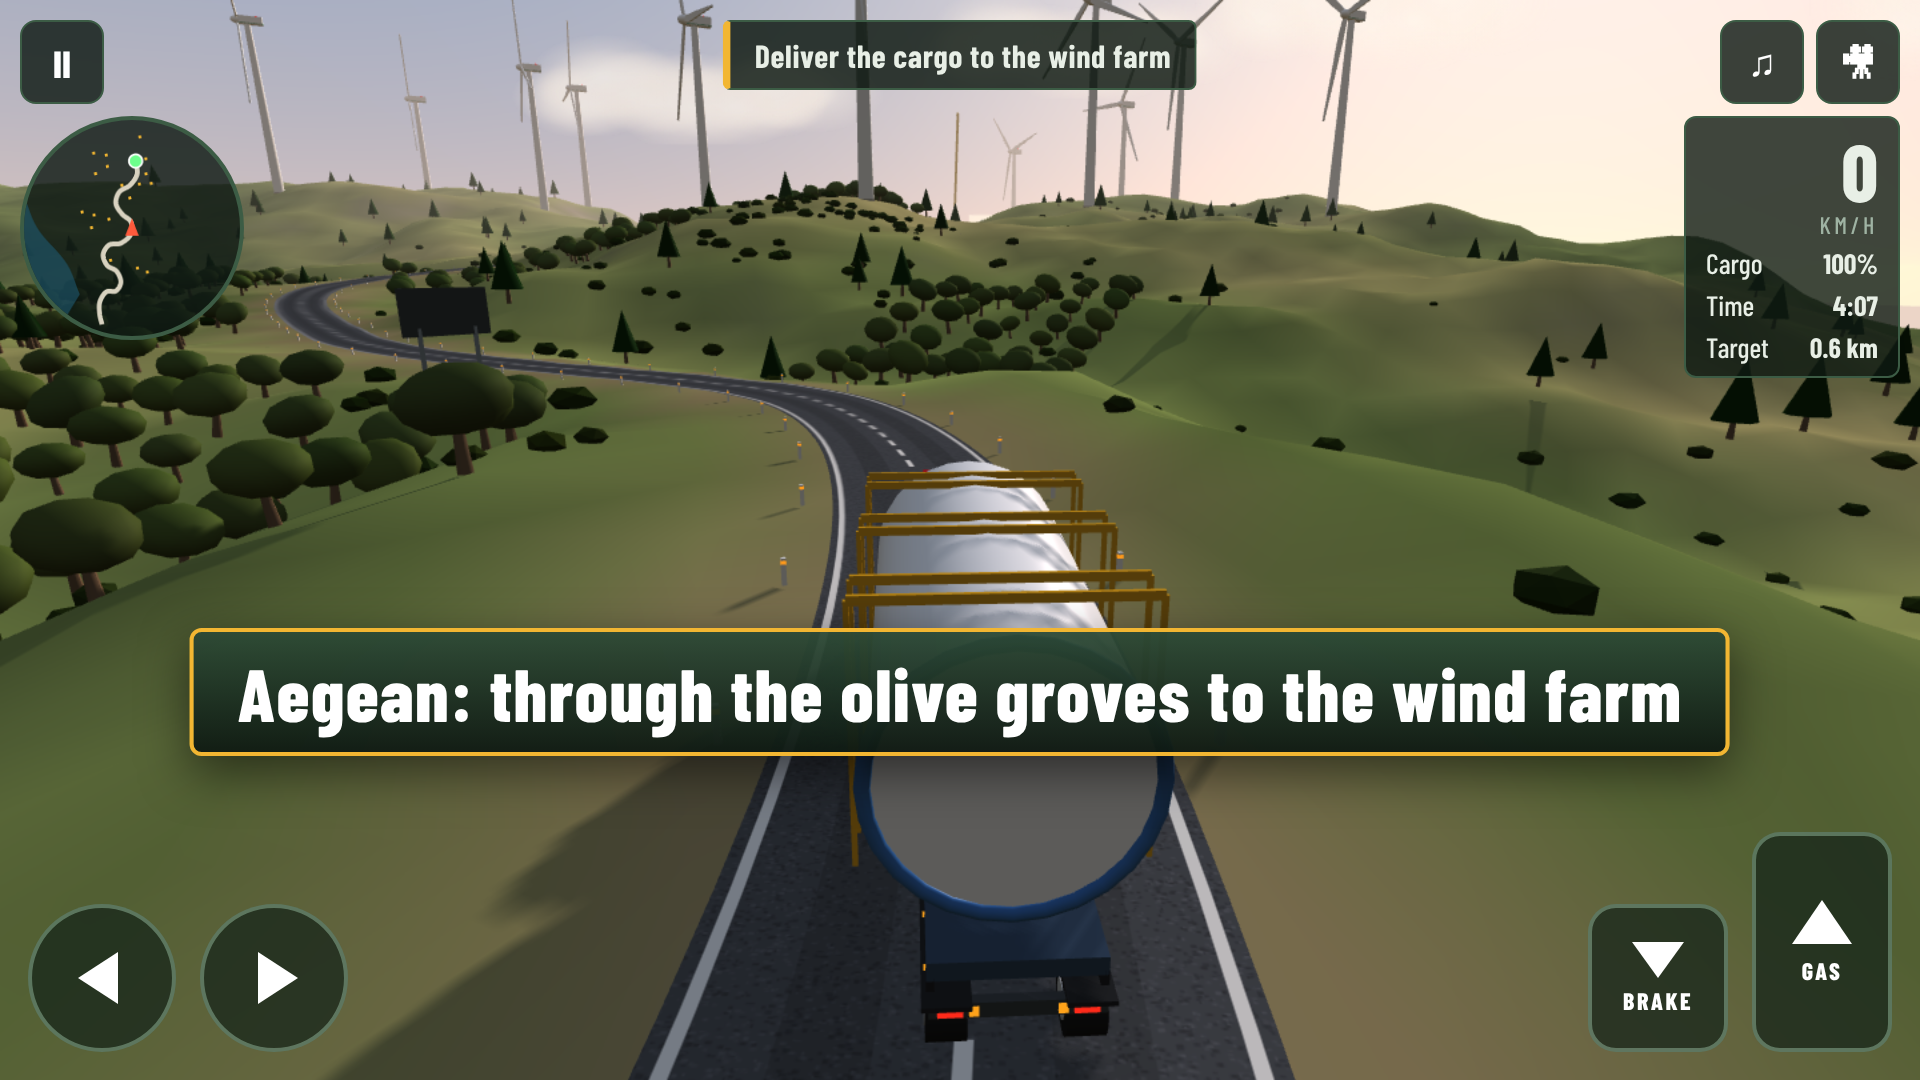 Deliver the cargo to the wind farm
0
KM/H
Cargo 100%
Time 4:07
Target 0.6 km
Aegean: through the olive groves to the wind farm
BRAKE
GAS